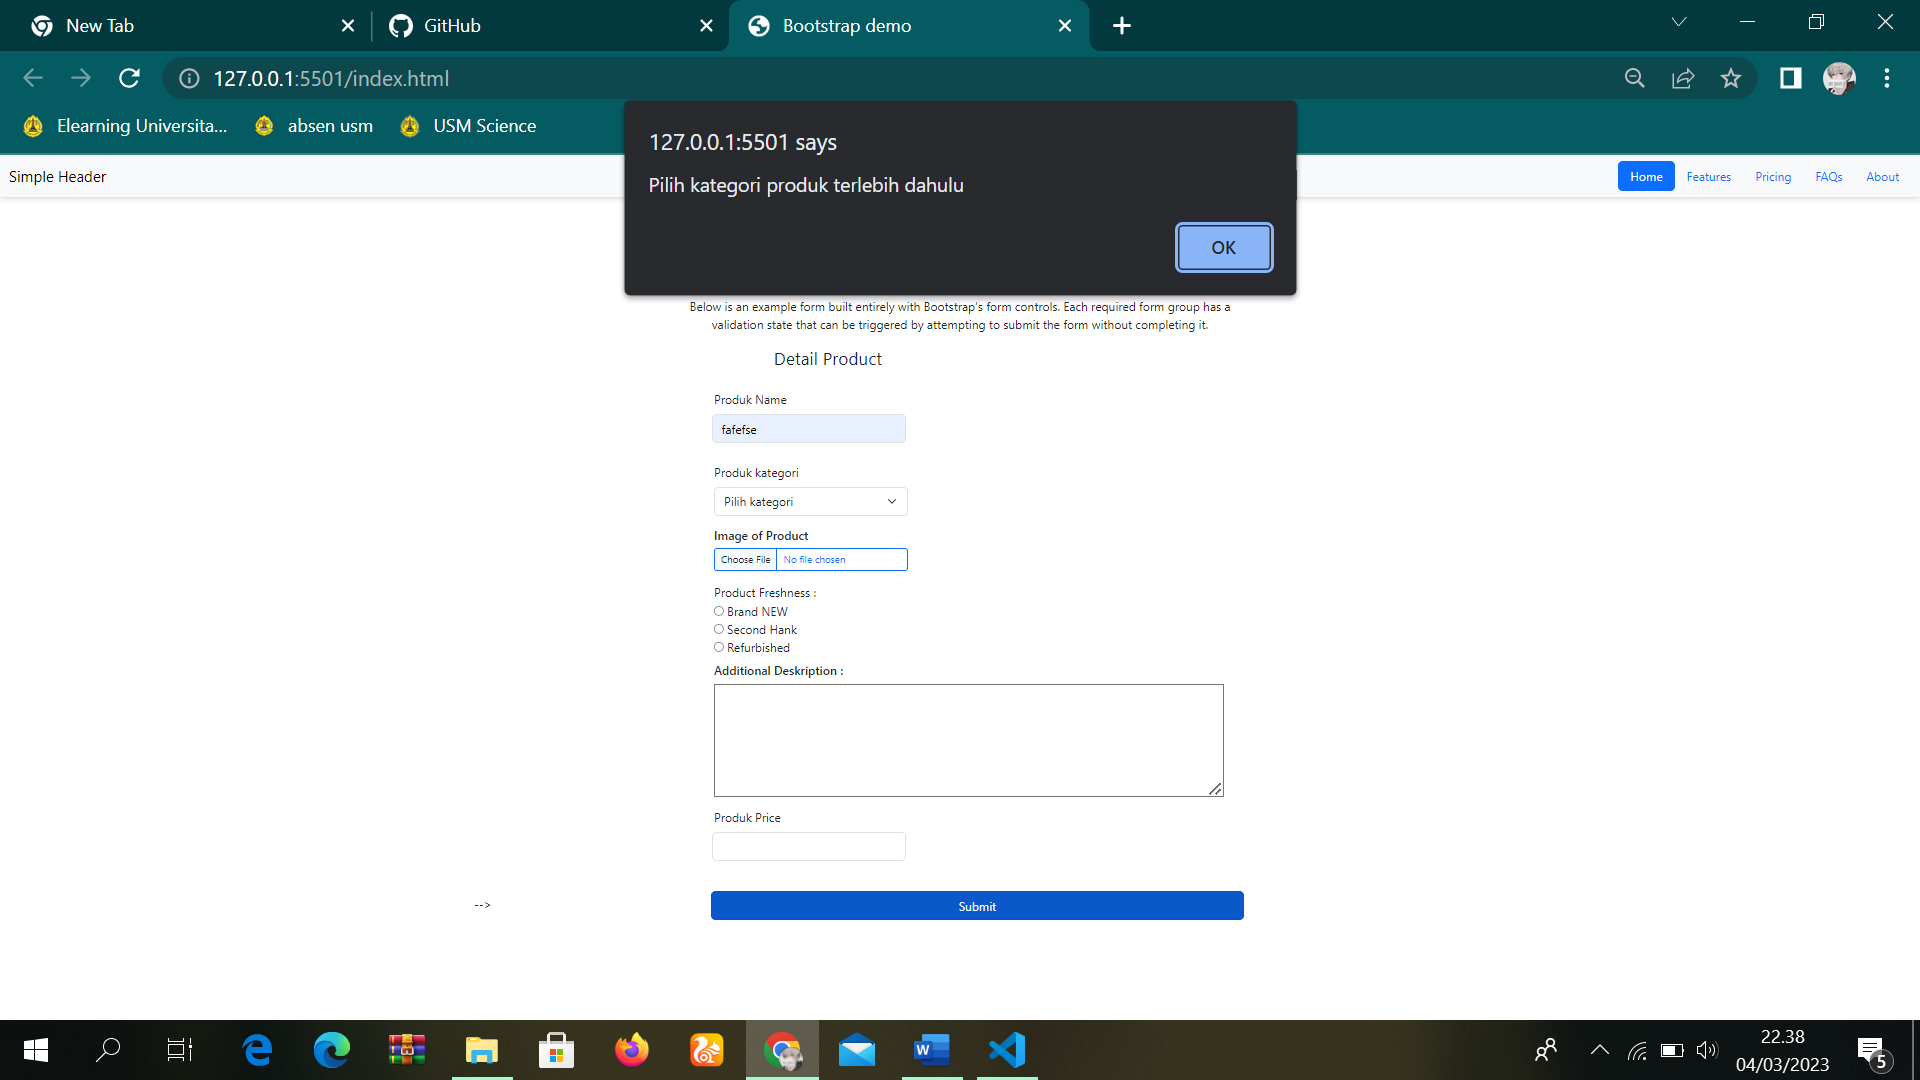 New Tab
GitHub
Bootstrap demo
127.0.0.1:5501/index.html
Elearning Universita...
absen usm
USM Science
127.0.0.1:5501 says
Pilih kategori produk terlebih dahulu
OK
Simple Header
Home
Features
Pricing
FAQs
About
Below is an example form built entirely with Bootstrap's form controls. Each required form group has a
validation state that can be triggered by attempting to submit the form without completing it.
Detail Product
Produk Name
fafefse
Produk kategori
Pilih kategori
Image of Product
Choose File No file chosen
Product Freshness :
Brand NEW
Second Hank
Refurbished
Additional Deskription :
Produk Price
-->
Submit
22.38
04/03/2023
5